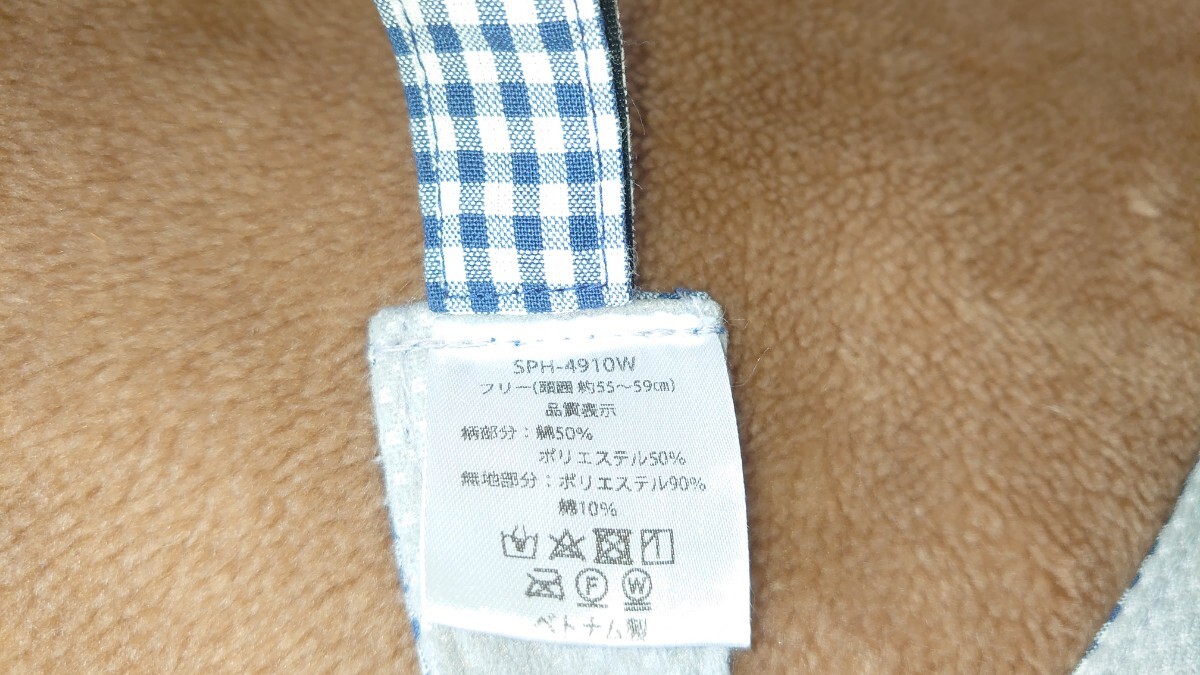 SPH-4910W
フリー(頭囲 約55～59㎝)
品質表示
柄部分：綿50%
ポリエステル50%
無地部分：ポリエステル90%
綿10%
F W
ベトナム製